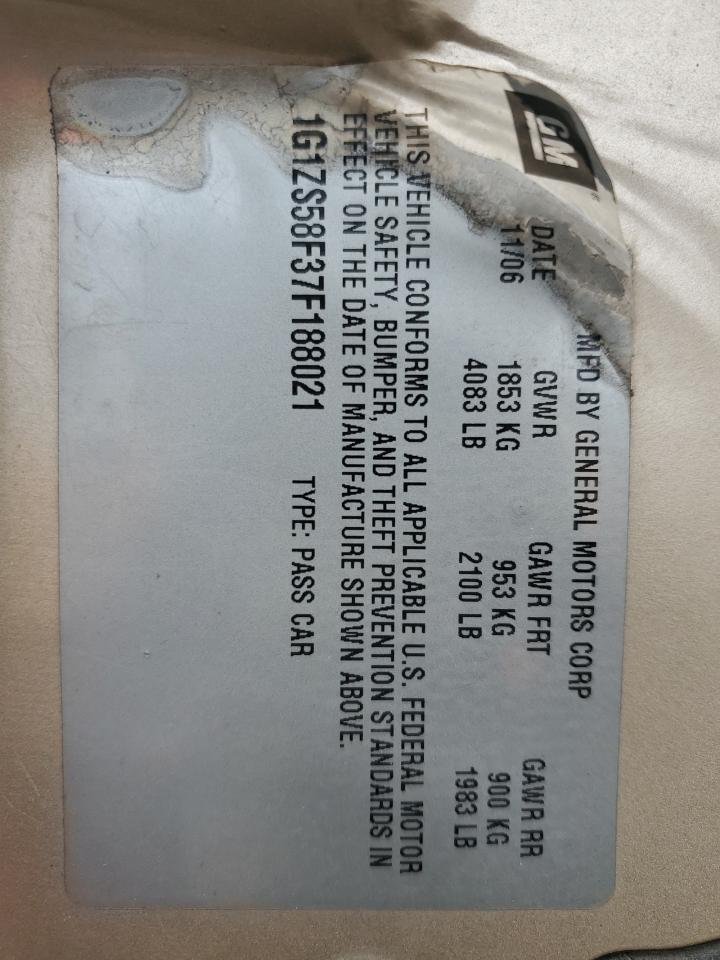 GM
MFD BY GENERAL MOTORS CORP
DATE GVWR GAWR FRT GAWR RR
11/06 1853 KG 953 KG 900 KG
4083 LB 2100 LB 1983 LB
THIS VEHICLE CONFORMS TO ALL APPLICABLE U.S. FEDERAL MOTOR
VEHICLE SAFETY, BUMPER, AND THEFT PREVENTION STANDARDS IN
EFFECT ON THE DATE OF MANUFACTURE SHOWN ABOVE.
1G1ZS58F37F188021 TYPE: PASS CAR